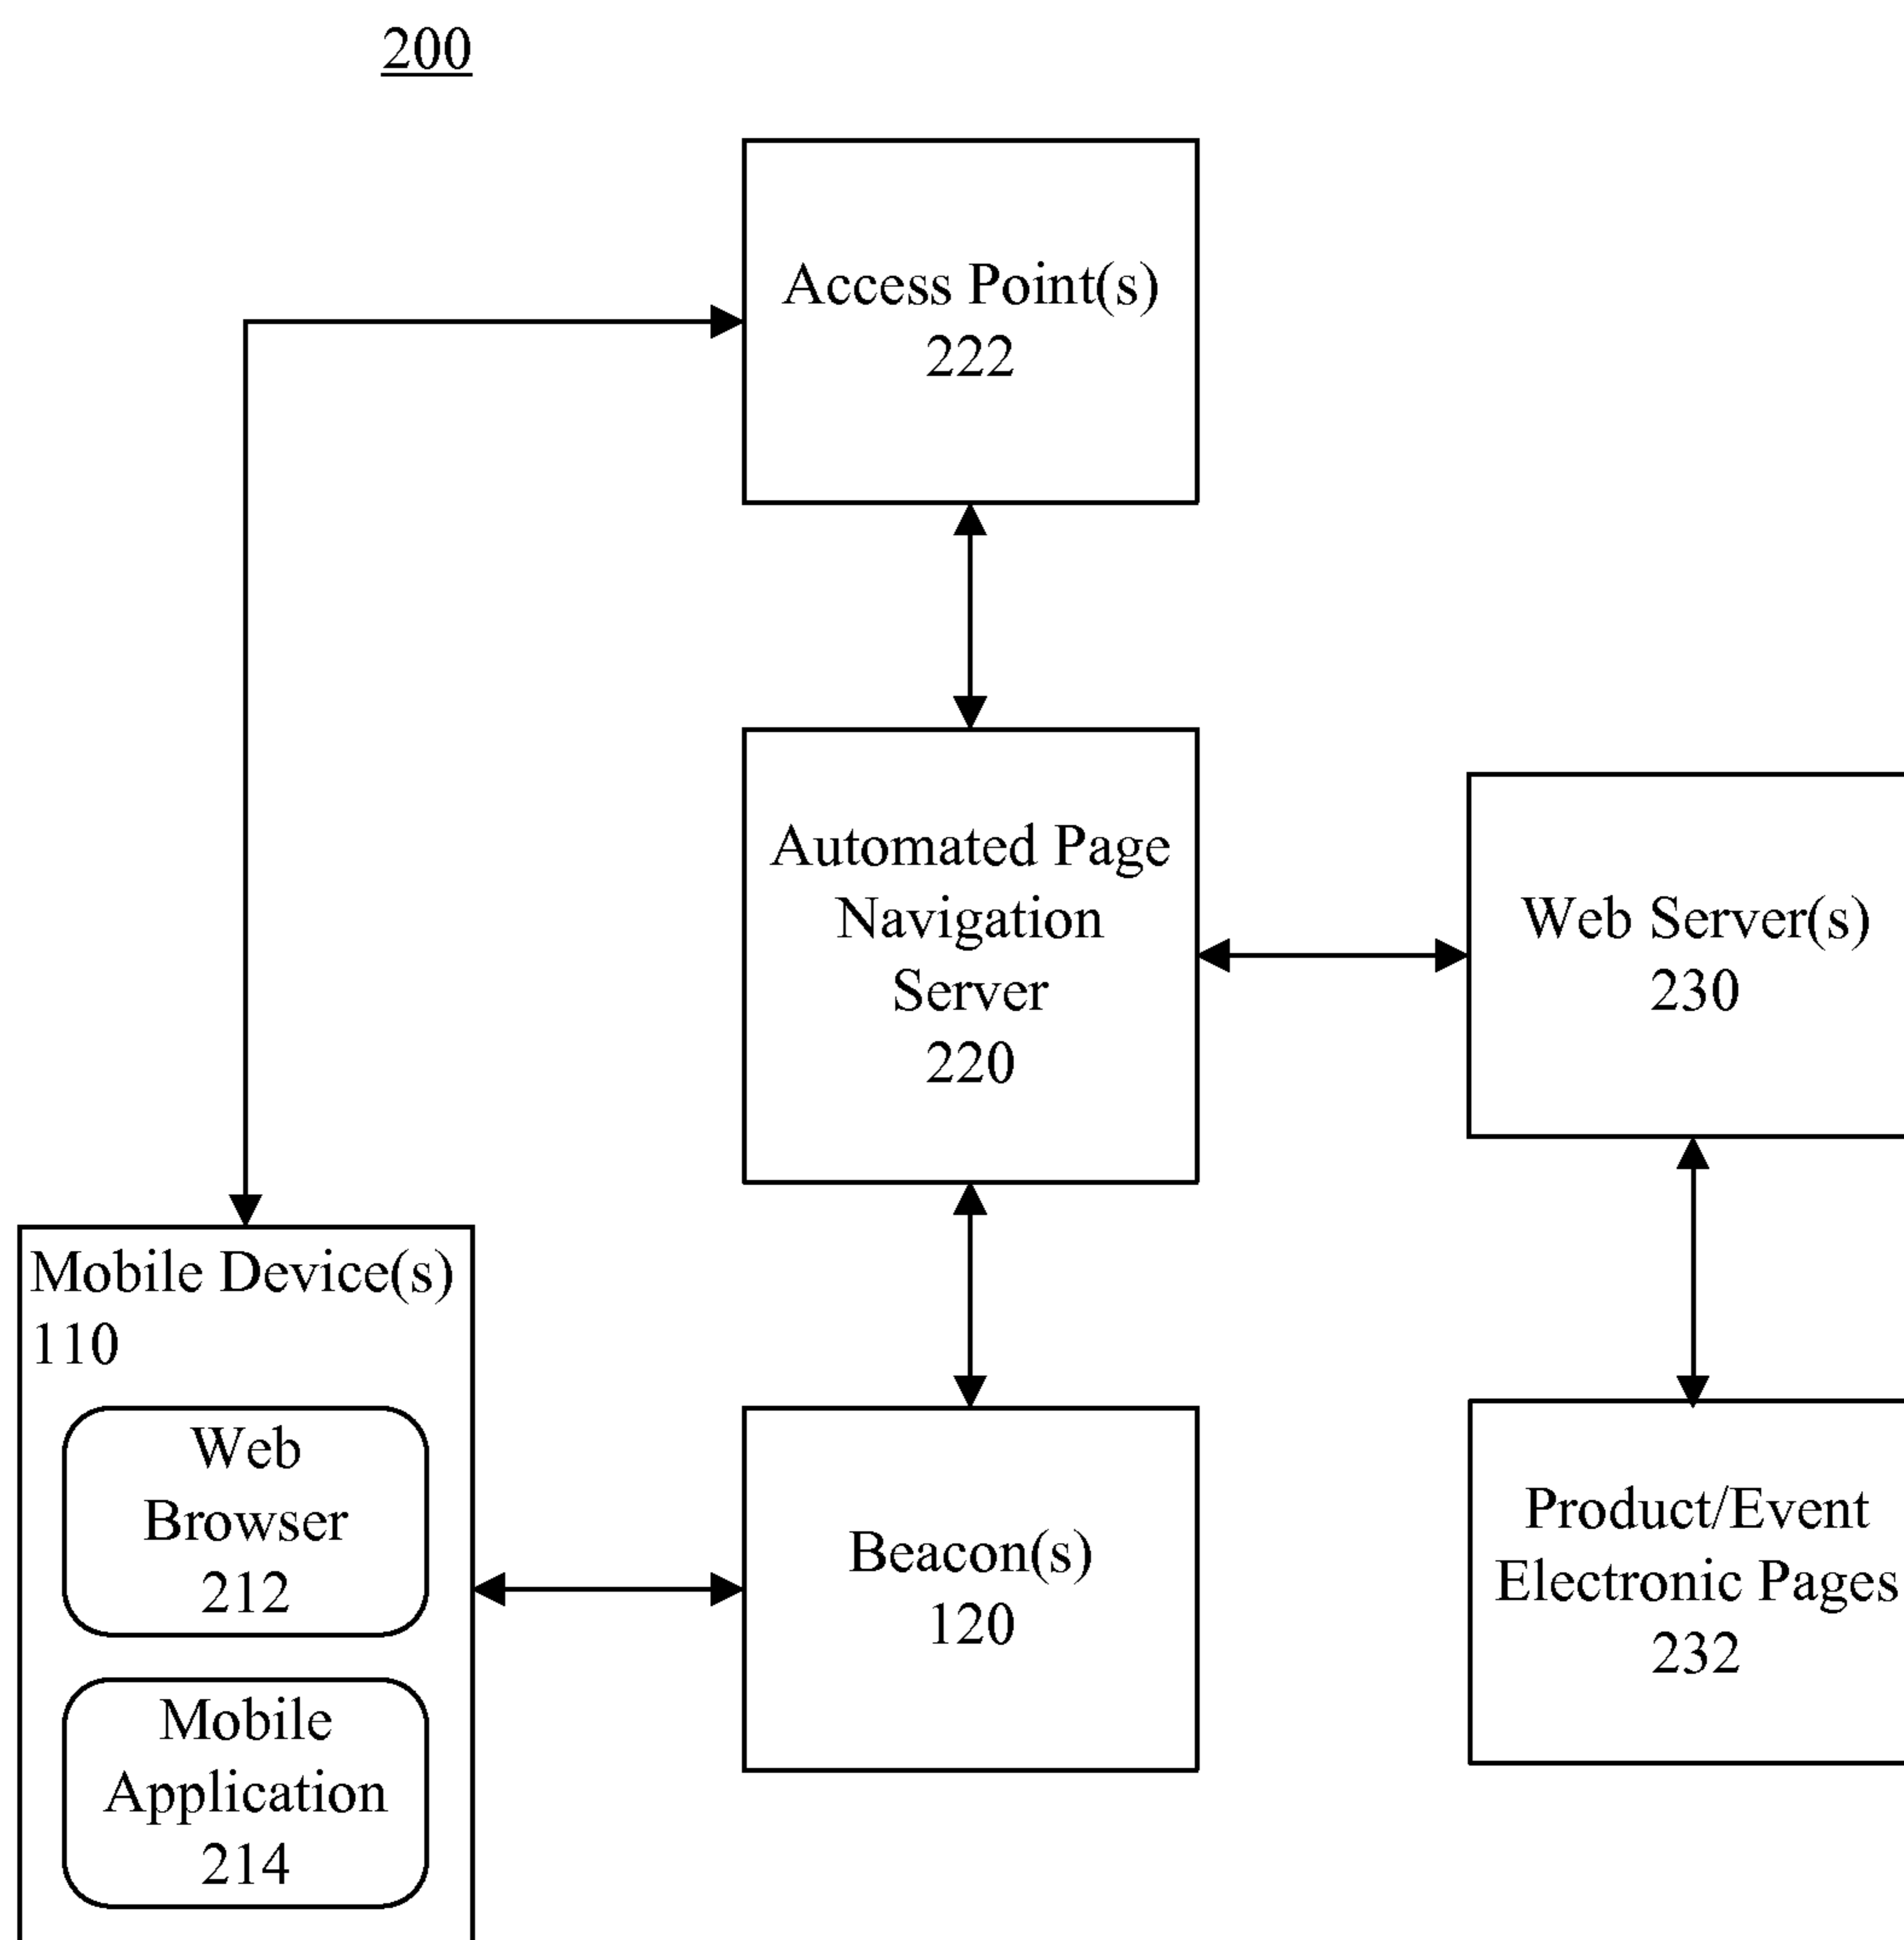 200
Access Point(s)
222
Automated Page
Navigation
Server
220
Web Server(s)
230
Mobile Device(s)
110
Web
Browser
212
Mobile
Application
214
Beacon(s)
120
Product/Event
Electronic Pages
232